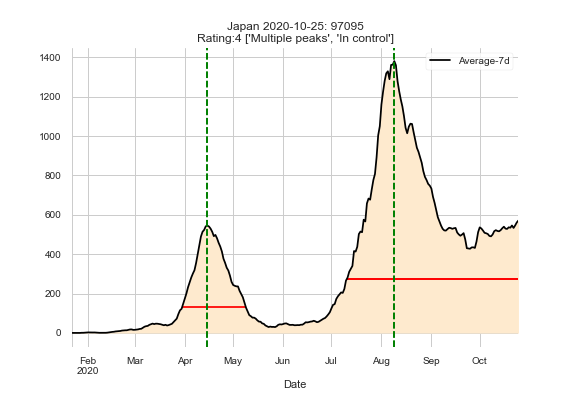 Japan 2020-10-25: 97095
Rating:4 ['Multiple peaks', 'In control']
Average-7d
1400
1200
1000
800
600
400
200
0
Feb Mar Apr May Jun Jul Aug Sep Oct
2020
Date